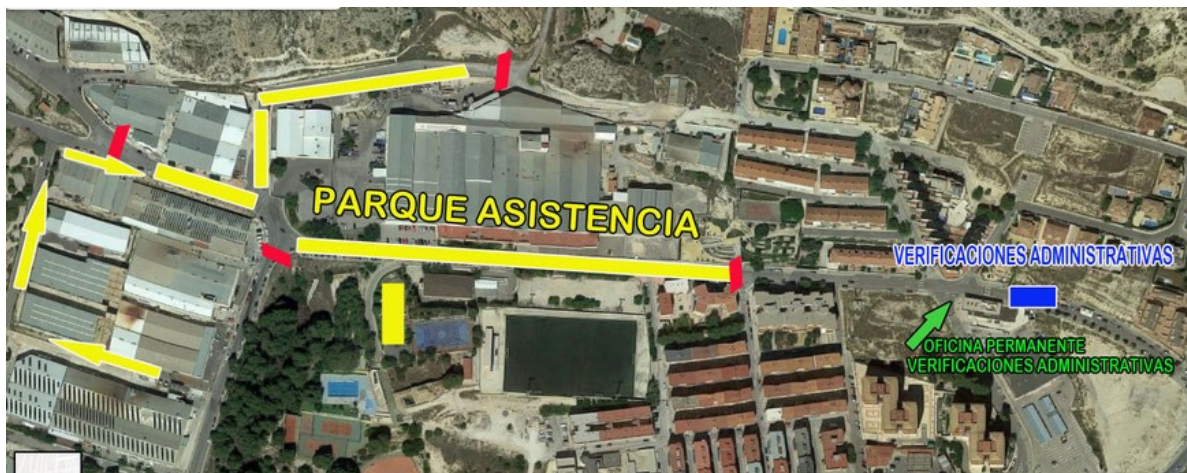 PARQUE ASISTENCIA
VERIFICACIONES ADMINISTRATIVAS
OFICINA PERMANENTE
VERIFICACIONES ADMINISTRATIVAS